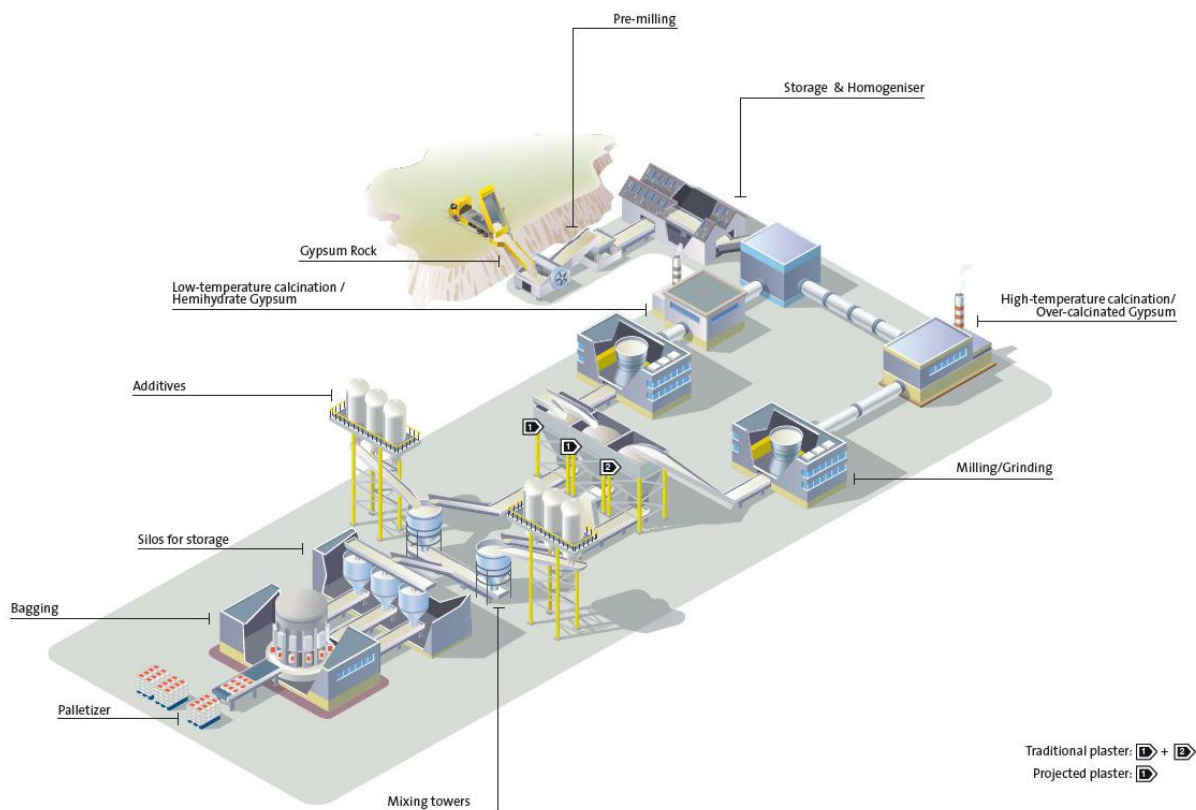 Pre-milling
Storage & Homogeniser
Gypsum Rock
Low-temperature calcination /
Hemihydrate Gypsum
High-temperature calcination/
Over-calcinated Gypsum
Additives
1
1
2
Milling/Grinding
Silos for storage
Bagging
Palletizer
Mixing towers
Traditional plaster: 1 + 2
Projected plaster: 1